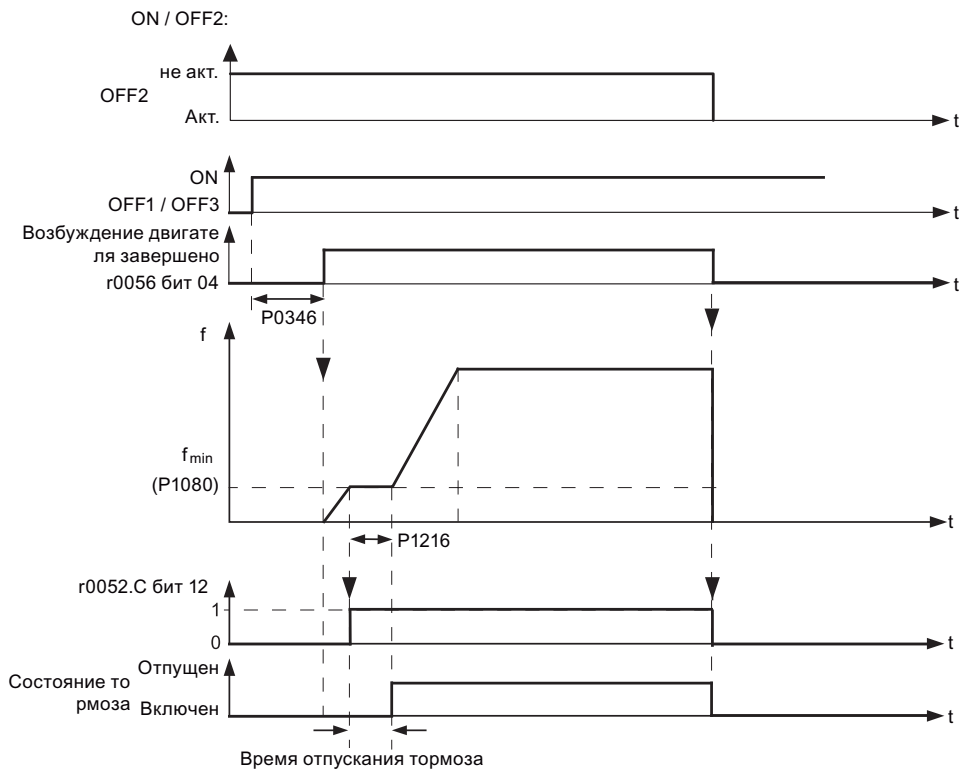 ON / OFF2:
не акт.
OFF2
Акт.
t
ON
OFF1 / OFF3
t
Возбуждение двигате
ля завершено
r0056 бит 04
t
P0346
f
fmin
(P1080)
t
P1216
r0052.C бит 12
1
0
t
Отпущен
Состояние то
рмоза
Включен
t
Время отпускания тормоза